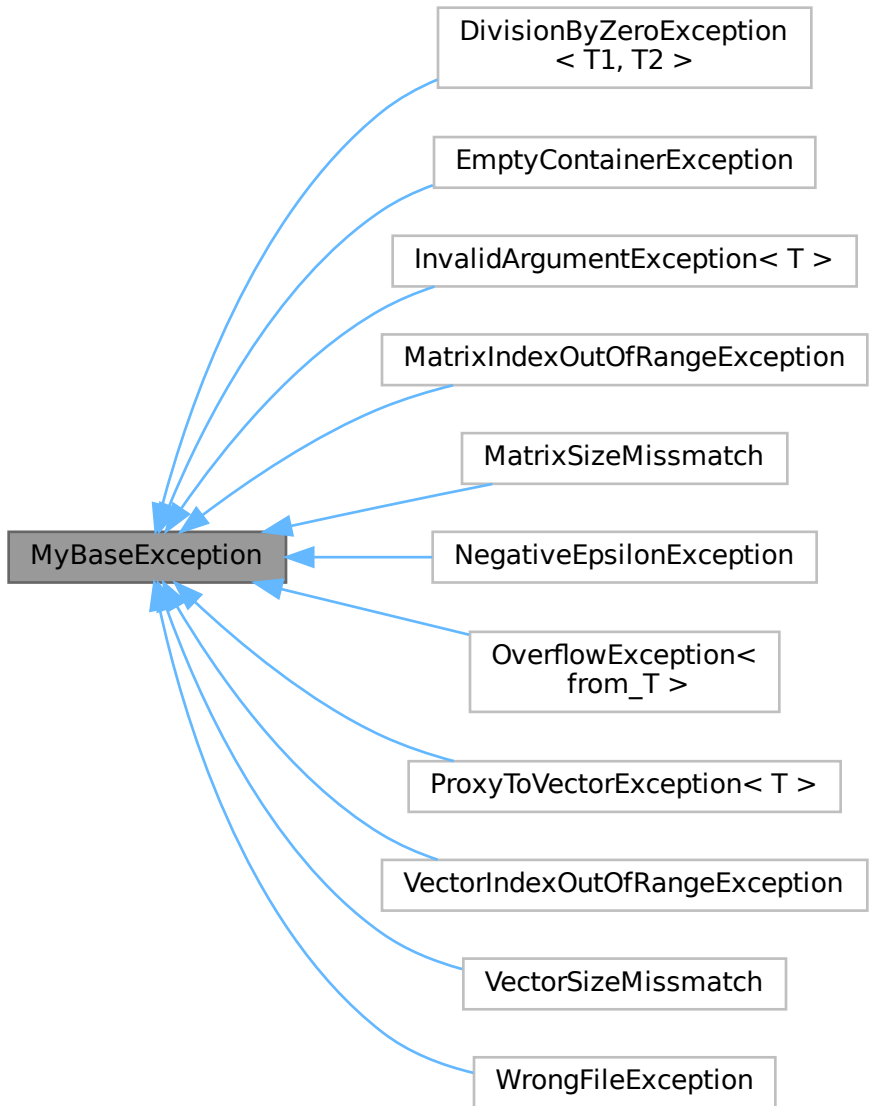 DivisionByZeroException
< T1, T2 >
EmptyContainerException
InvalidArgumentException< T >
MatrixIndexOutOfRangeException
MatrixSizeMissmatch
MyBaseException
NegativeEpsilonException
OverflowException<
from_T >
ProxyToVectorException< T >
VectorIndexOutOfRangeException
VectorSizeMissmatch
WrongFileException